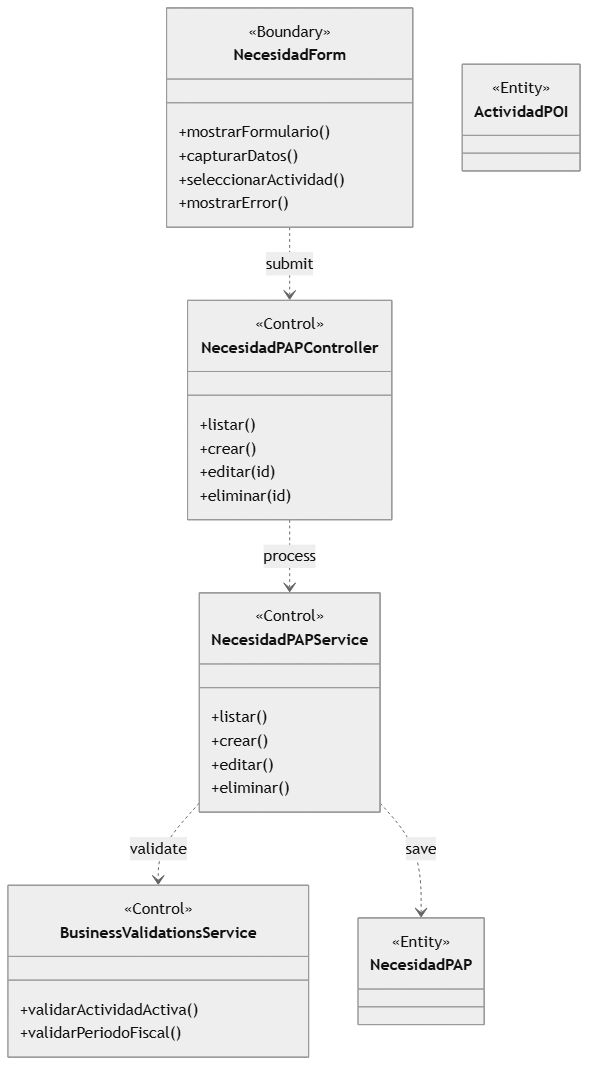 «Boundary»
NecesidadForm
+mostrarFormulario()
+capturarDatos()
+seleccionarActividad()
+mostrarError()
«Entity»
ActividadPOI
submit
«Control»
NecesidadPAPController
+listar()
+crear()
+editar(id)
+eliminar(id)
process
«Control»
NecesidadPAPService
+listar()
+crear()
+editar()
+eliminar()
validate
save
«Control»
BusinessValidationsService
+validarActividadActiva()
+validarPeriodoFiscal()
«Entity»
NecesidadPAP